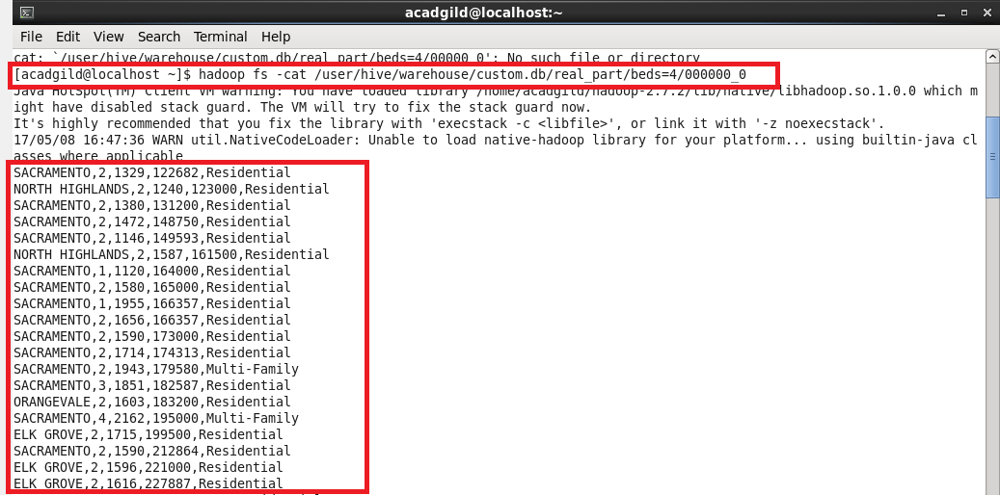 acadgild@localhost:~
File Edit View Search Terminal Help
cat: `/user/hive/warehouse/custom.db/real_part/beds=4/00000_0': No such file or directory
[acadgild@localhost ~]$ hadoop fs -cat /user/hive/warehouse/custom.db/real_part/beds=4/000000_0
Java HotSpot(TM) Client VM warning: You have loaded library /home/acadgild/hadoop-2.7.2/lib/native/libhadoop.so.1.0.0 which m
ight have disabled stack guard. The VM will try to fix the stack guard now.
It's highly recommended that you fix the library with 'execstack -c <libfile>', or link it with '-z noexecstack'.
17/05/08 16:47:36 WARN util.NativeCodeLoader: Unable to load native-hadoop library for your platform... using builtin-java cl
asses where applicable
SACRAMENTO,2,1329,122682,Residential
NORTH HIGHLANDS,2,1240,123000,Residential
SACRAMENTO,2,1380,131200,Residential
SACRAMENTO,2,1472,148750,Residential
SACRAMENTO,2,1146,149593,Residential
NORTH HIGHLANDS,2,1587,161500,Residential
SACRAMENTO,1,1120,164000,Residential
SACRAMENTO,2,1580,165000,Residential
SACRAMENTO,1,1955,166357,Residential
SACRAMENTO,2,1656,166357,Residential
SACRAMENTO,2,1590,173000,Residential
SACRAMENTO,2,1714,174313,Residential
SACRAMENTO,2,1943,179580,Multi-Family
SACRAMENTO,3,1851,182587,Residential
ORANGEVALE,2,1603,183200,Residential
SACRAMENTO,4,2162,195000,Multi-Family
ELK GROVE,2,1715,199500,Residential
SACRAMENTO,2,1590,212864,Residential
ELK GROVE,2,1596,221000,Residential
ELK GROVE,2,1616,227887,Residential